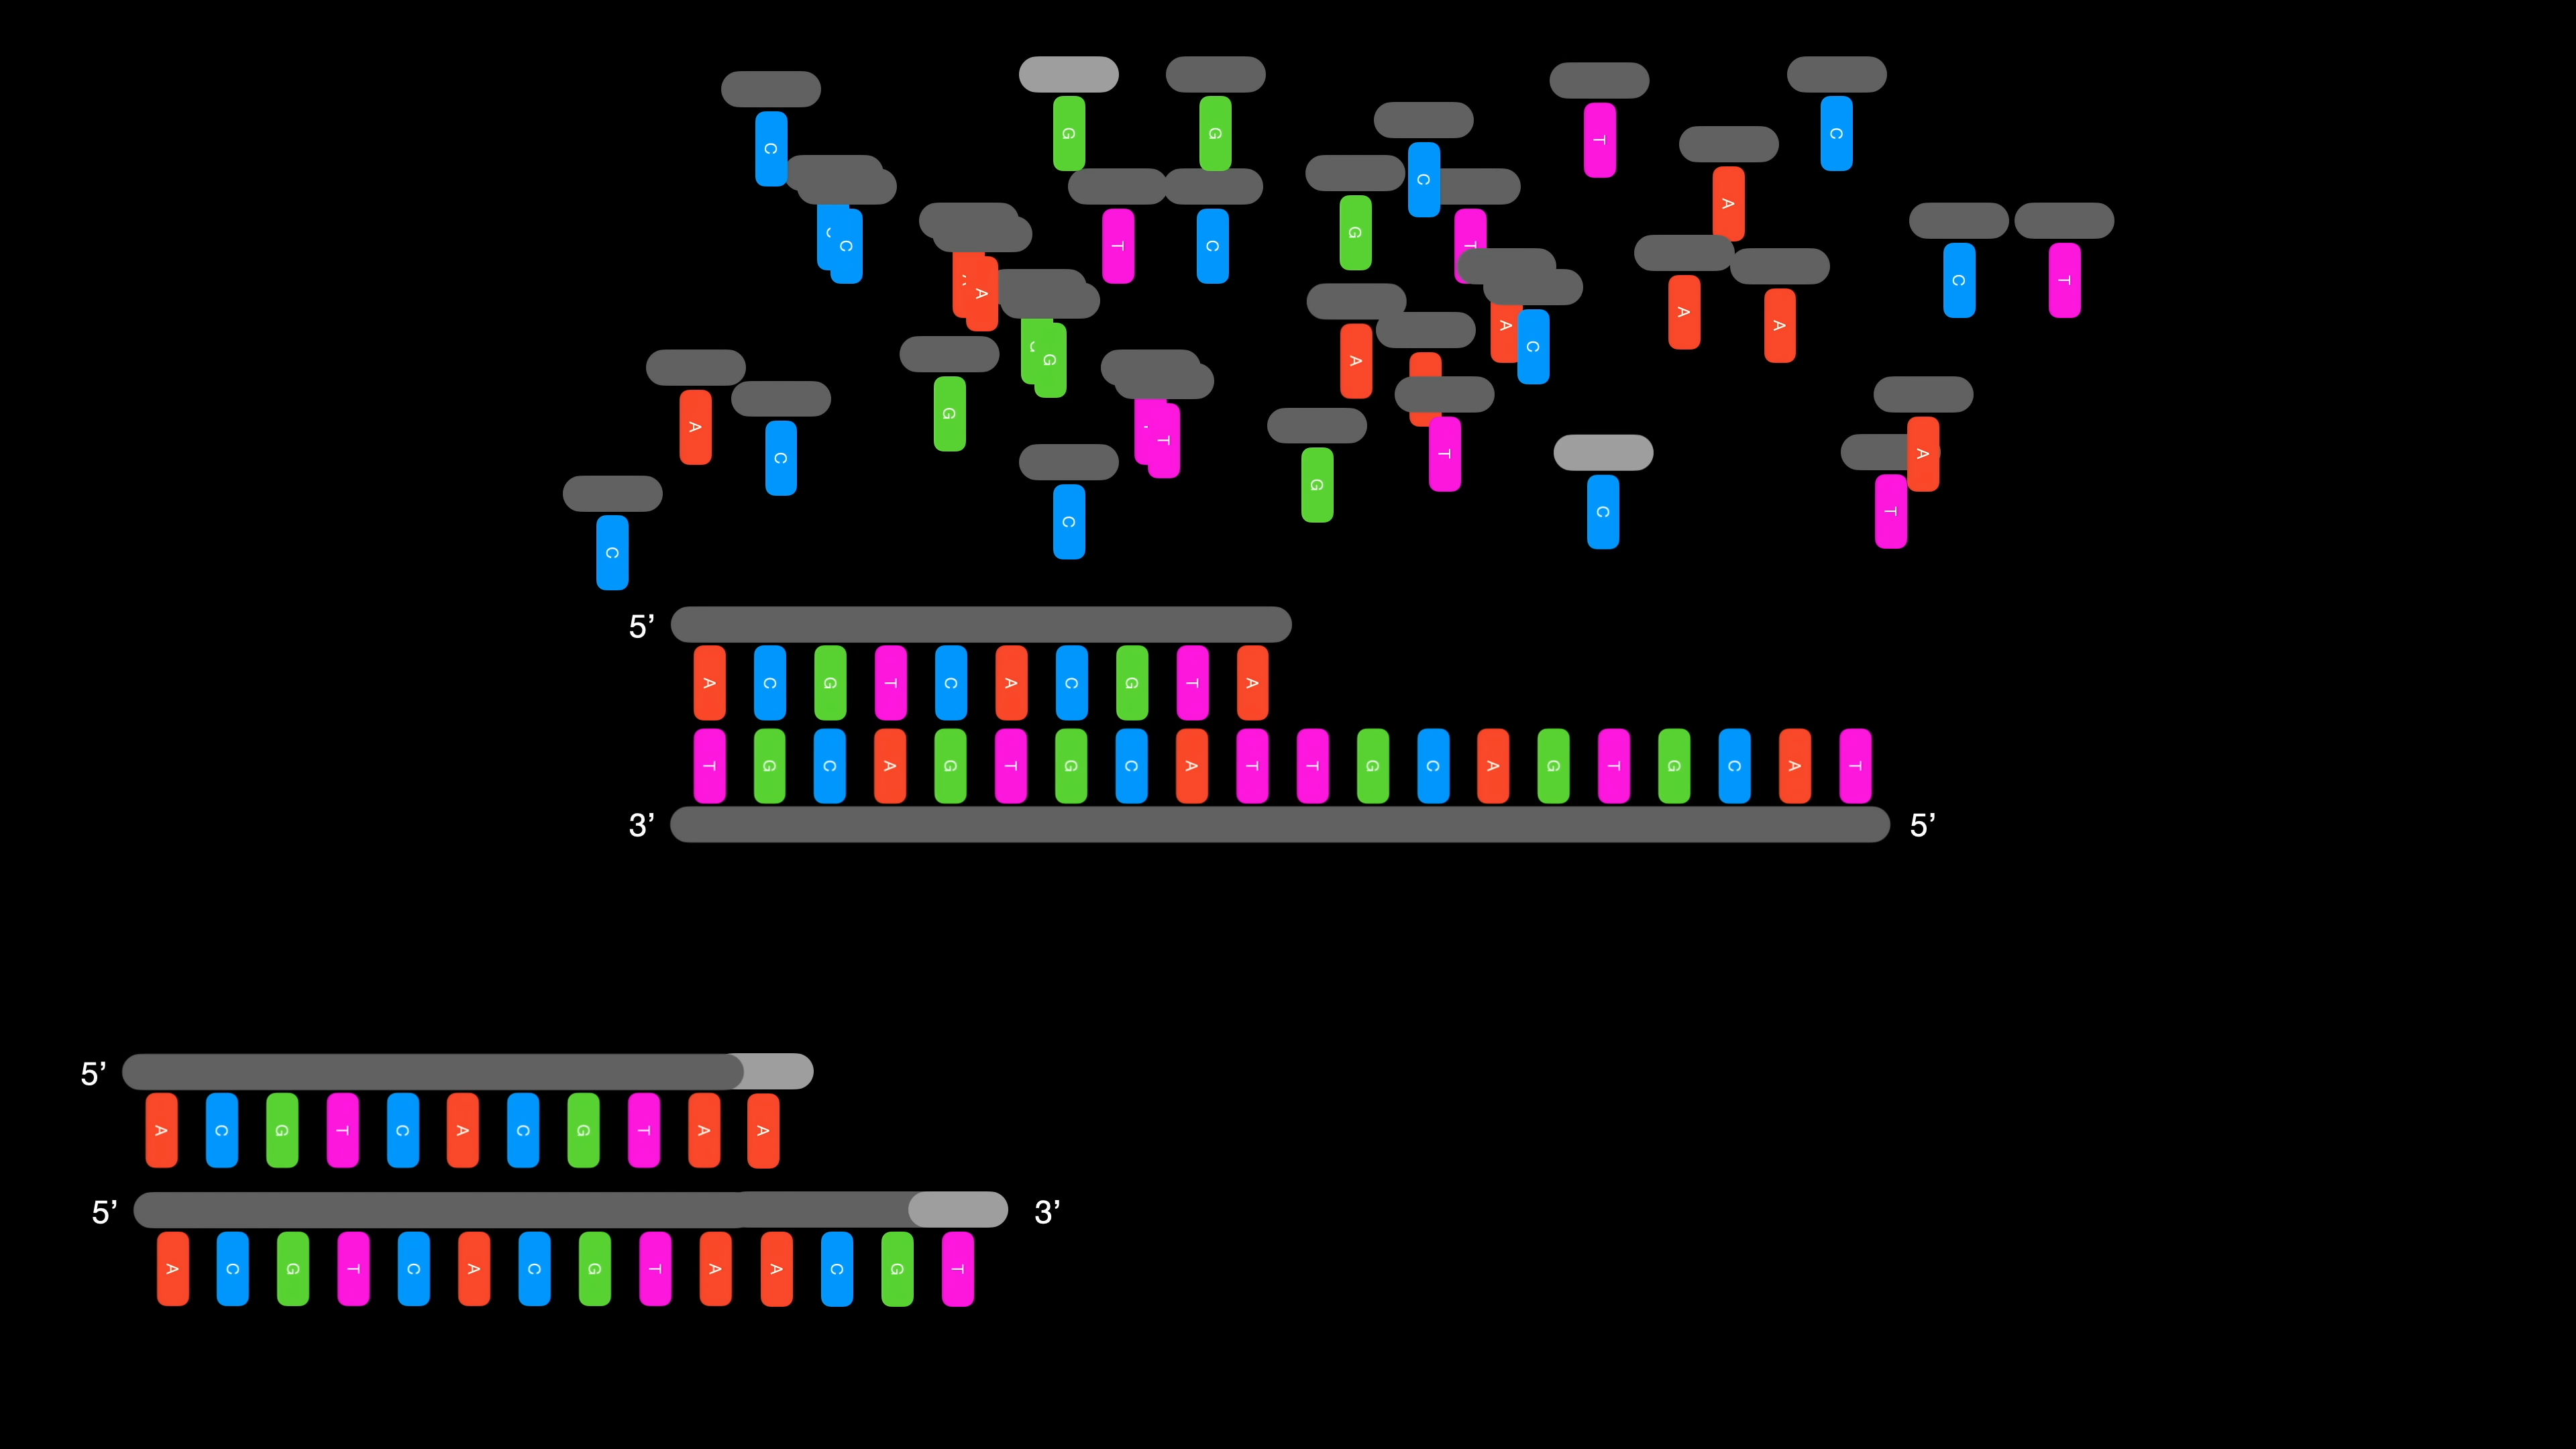 C G G C T C
C C A T C G T A C T
A G A A A A C
A C G G T G T C A T
C C
5’
A C G T C A C G T A
T G C A G T G C A T T G C A G T G C A T
3’ 5’
5’
A C G T C A C G T A A
5’ 3’
A C G T C A C G T A A C G T